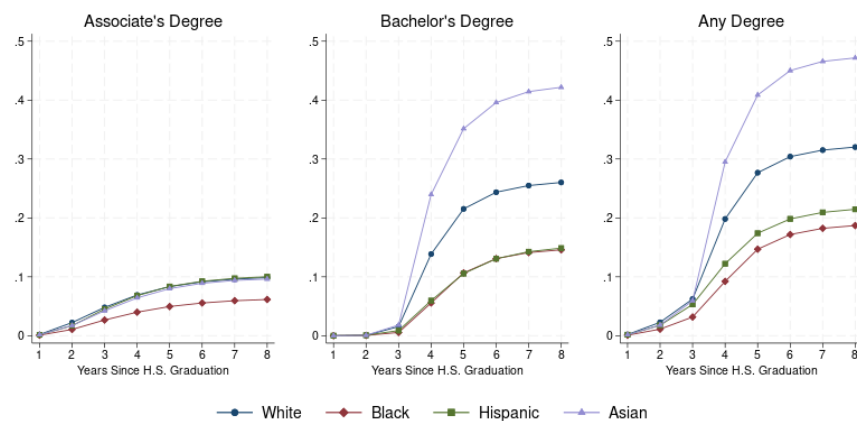 Associate's Degree
.5
.4
.3
.2
.1
0
1 2 3 4 5 6 7 8
Years Since H.S. Graduation
Bachelor's Degree
.5
.4
.3
.2
.1
0
1 2 3 4 5 6 7 8
Years Since H.S. Graduation
Any Degree
.5
.4
.3
.2
.1
0
1 2 3 4 5 6 7 8
Years Since H.S. Graduation
White Black Hispanic Asian